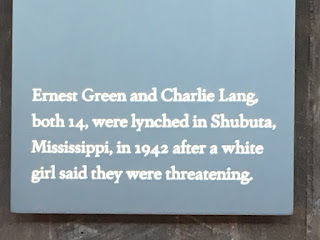 Ernest Green and Charlie Lang,
both 14, were lynched in Shubuta,
Mississippi, in 1942 after a white
girl said they were threatening.